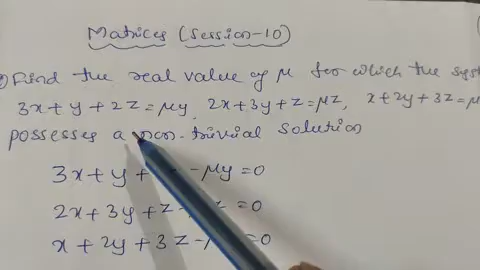 Matrices (Session-10)
Find the real value of μ for which the
3x+y+2z=μy, 2x+3y+z=μz, x+2y+3z=
possesses a non-trivial solution
3x+y+ -μy=0
2x+3y+z- =0
x+2y+3z- =0